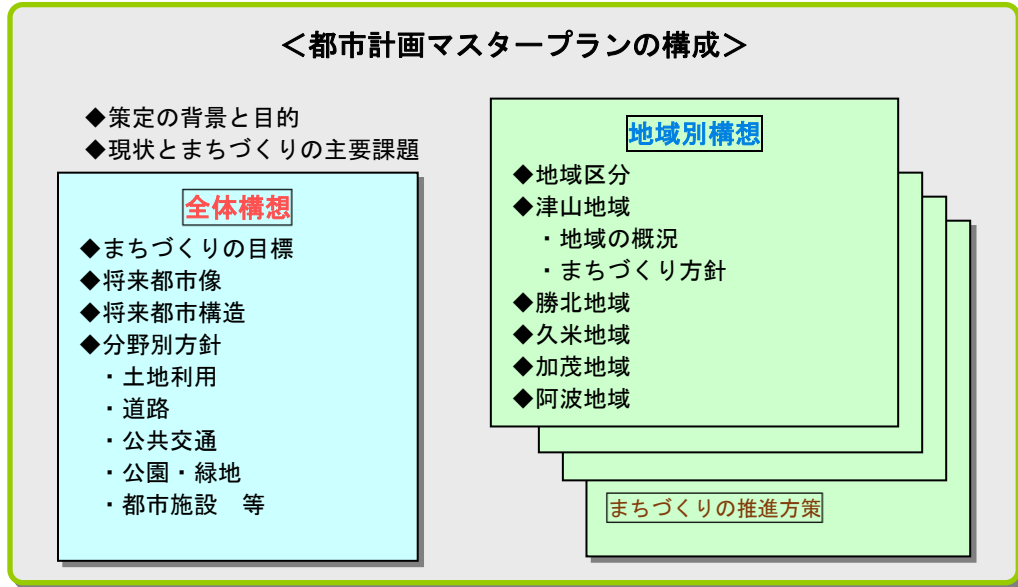 ＜都市計画マスタープランの構成＞
◆策定の背景と目的
◆現状とまちづくりの主要課題
全体構想
◆まちづくりの目標
◆将来都市像
◆将来都市構造
◆分野別方針
・土地利用
・道路
・公共交通
・公園・緑地
・都市施設　等
地域別構想
◆地域区分
◆津山地域
・地域の概況
・まちづくり方針
◆勝北地域
◆久米地域
◆加茂地域
◆阿波地域
まちづくりの推進方策